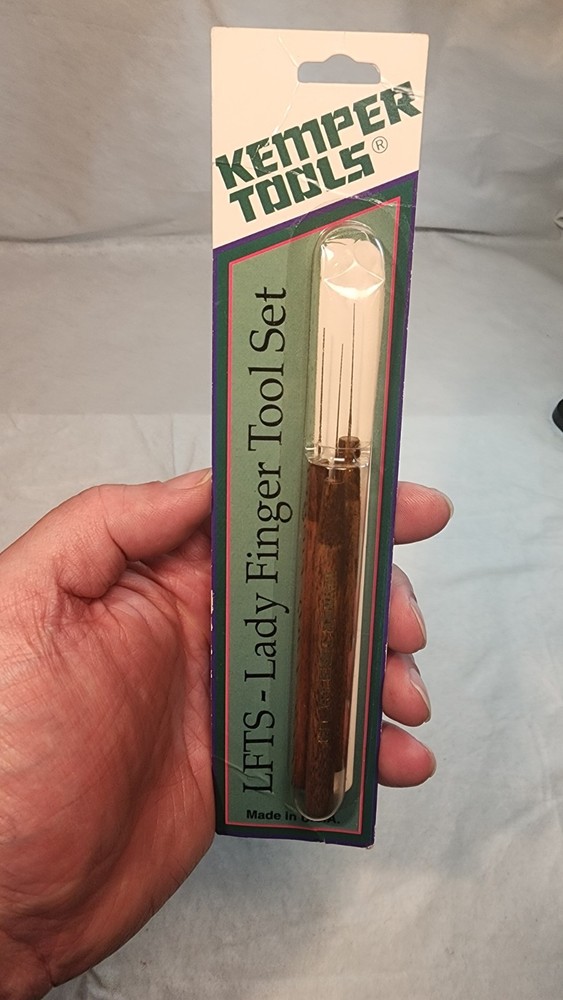 KEMPER
TOOLS®
LFTS - Lady Finger Tool Set
Made in U.S.A.